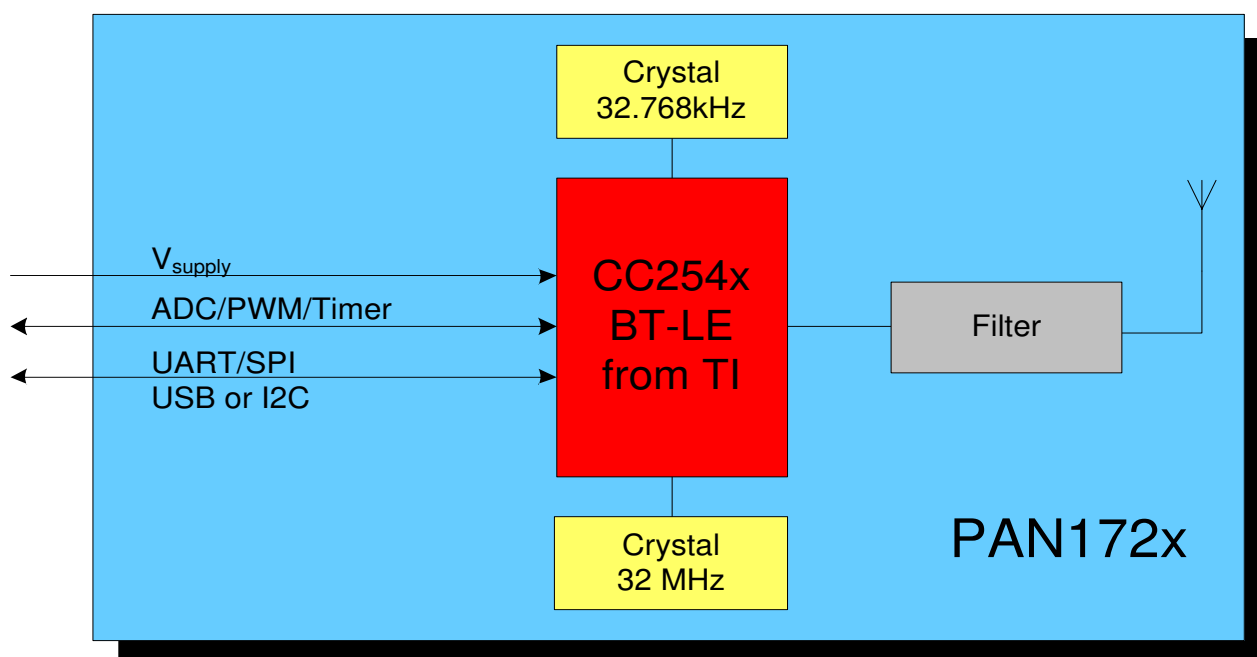 Crystal
32.768kHz
Vsupply
ADC/PWM/Timer
UART/SPI
USB or I2C
CC254x
BT-LE
from TI
Filter
Crystal
32 MHz
PAN172x